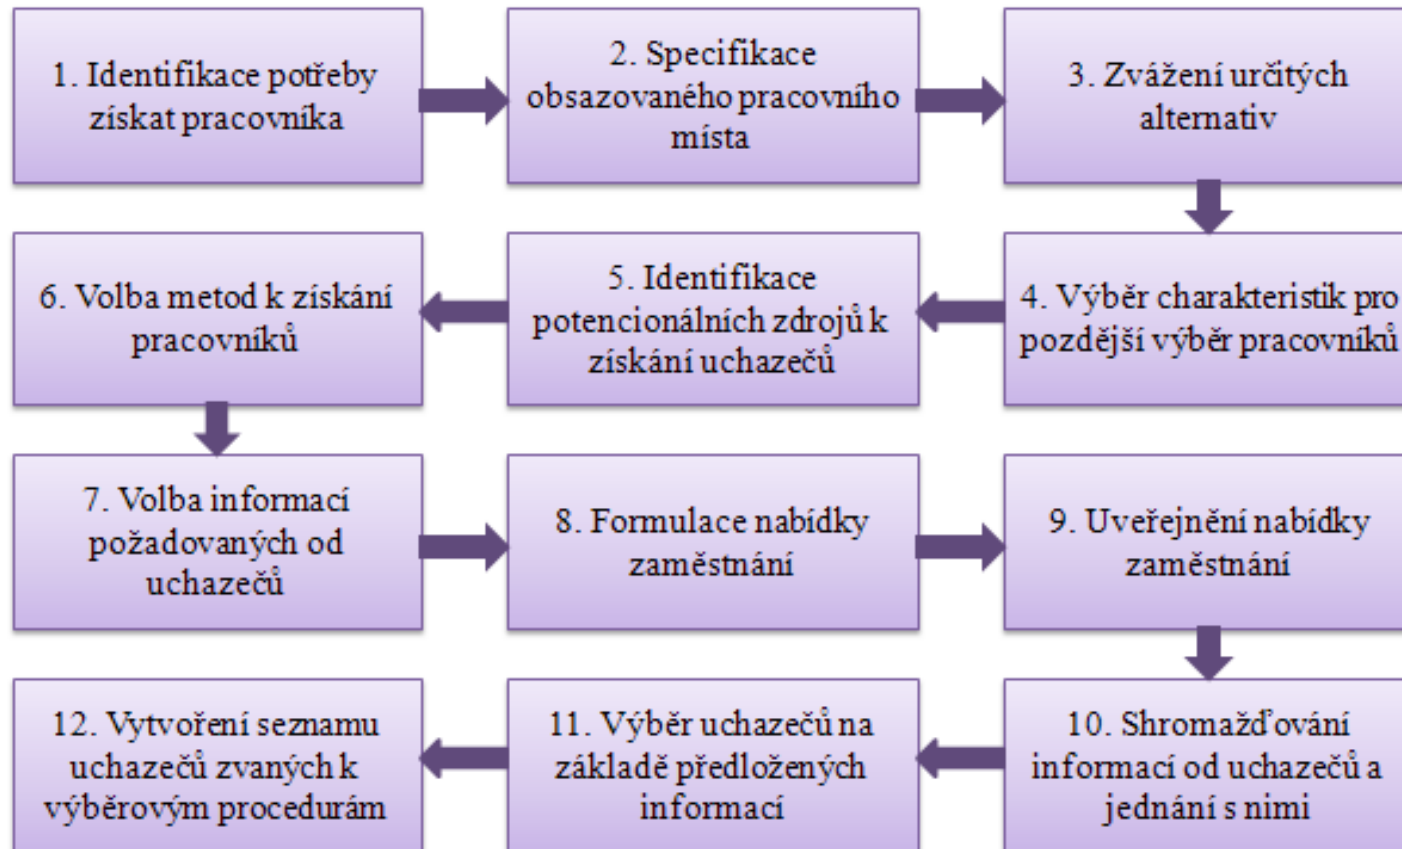 1. Identifikace potřeby
získat pracovníka
2. Specifikace
obsazovaného pracovního
místa
3. Zvážení určitých
alternativ
4. Výběr charakteristik pro
pozdější výběr pracovníků
5. Identifikace
potencionálních zdrojů k
získání uchazečů
6. Volba metod k získání
pracovníků
7. Volba informací
požadovaných od
uchazečů
8. Formulace nabídky
zaměstnání
9. Uveřejnění nabídky
zaměstnání
10. Shromažďování
informací od uchazečů a
jednání s nimi
11. Výběr uchazečů na
základě předložených
informací
12. Vytvoření seznamu
uchazečů zvaných k
výběrovým procedurám